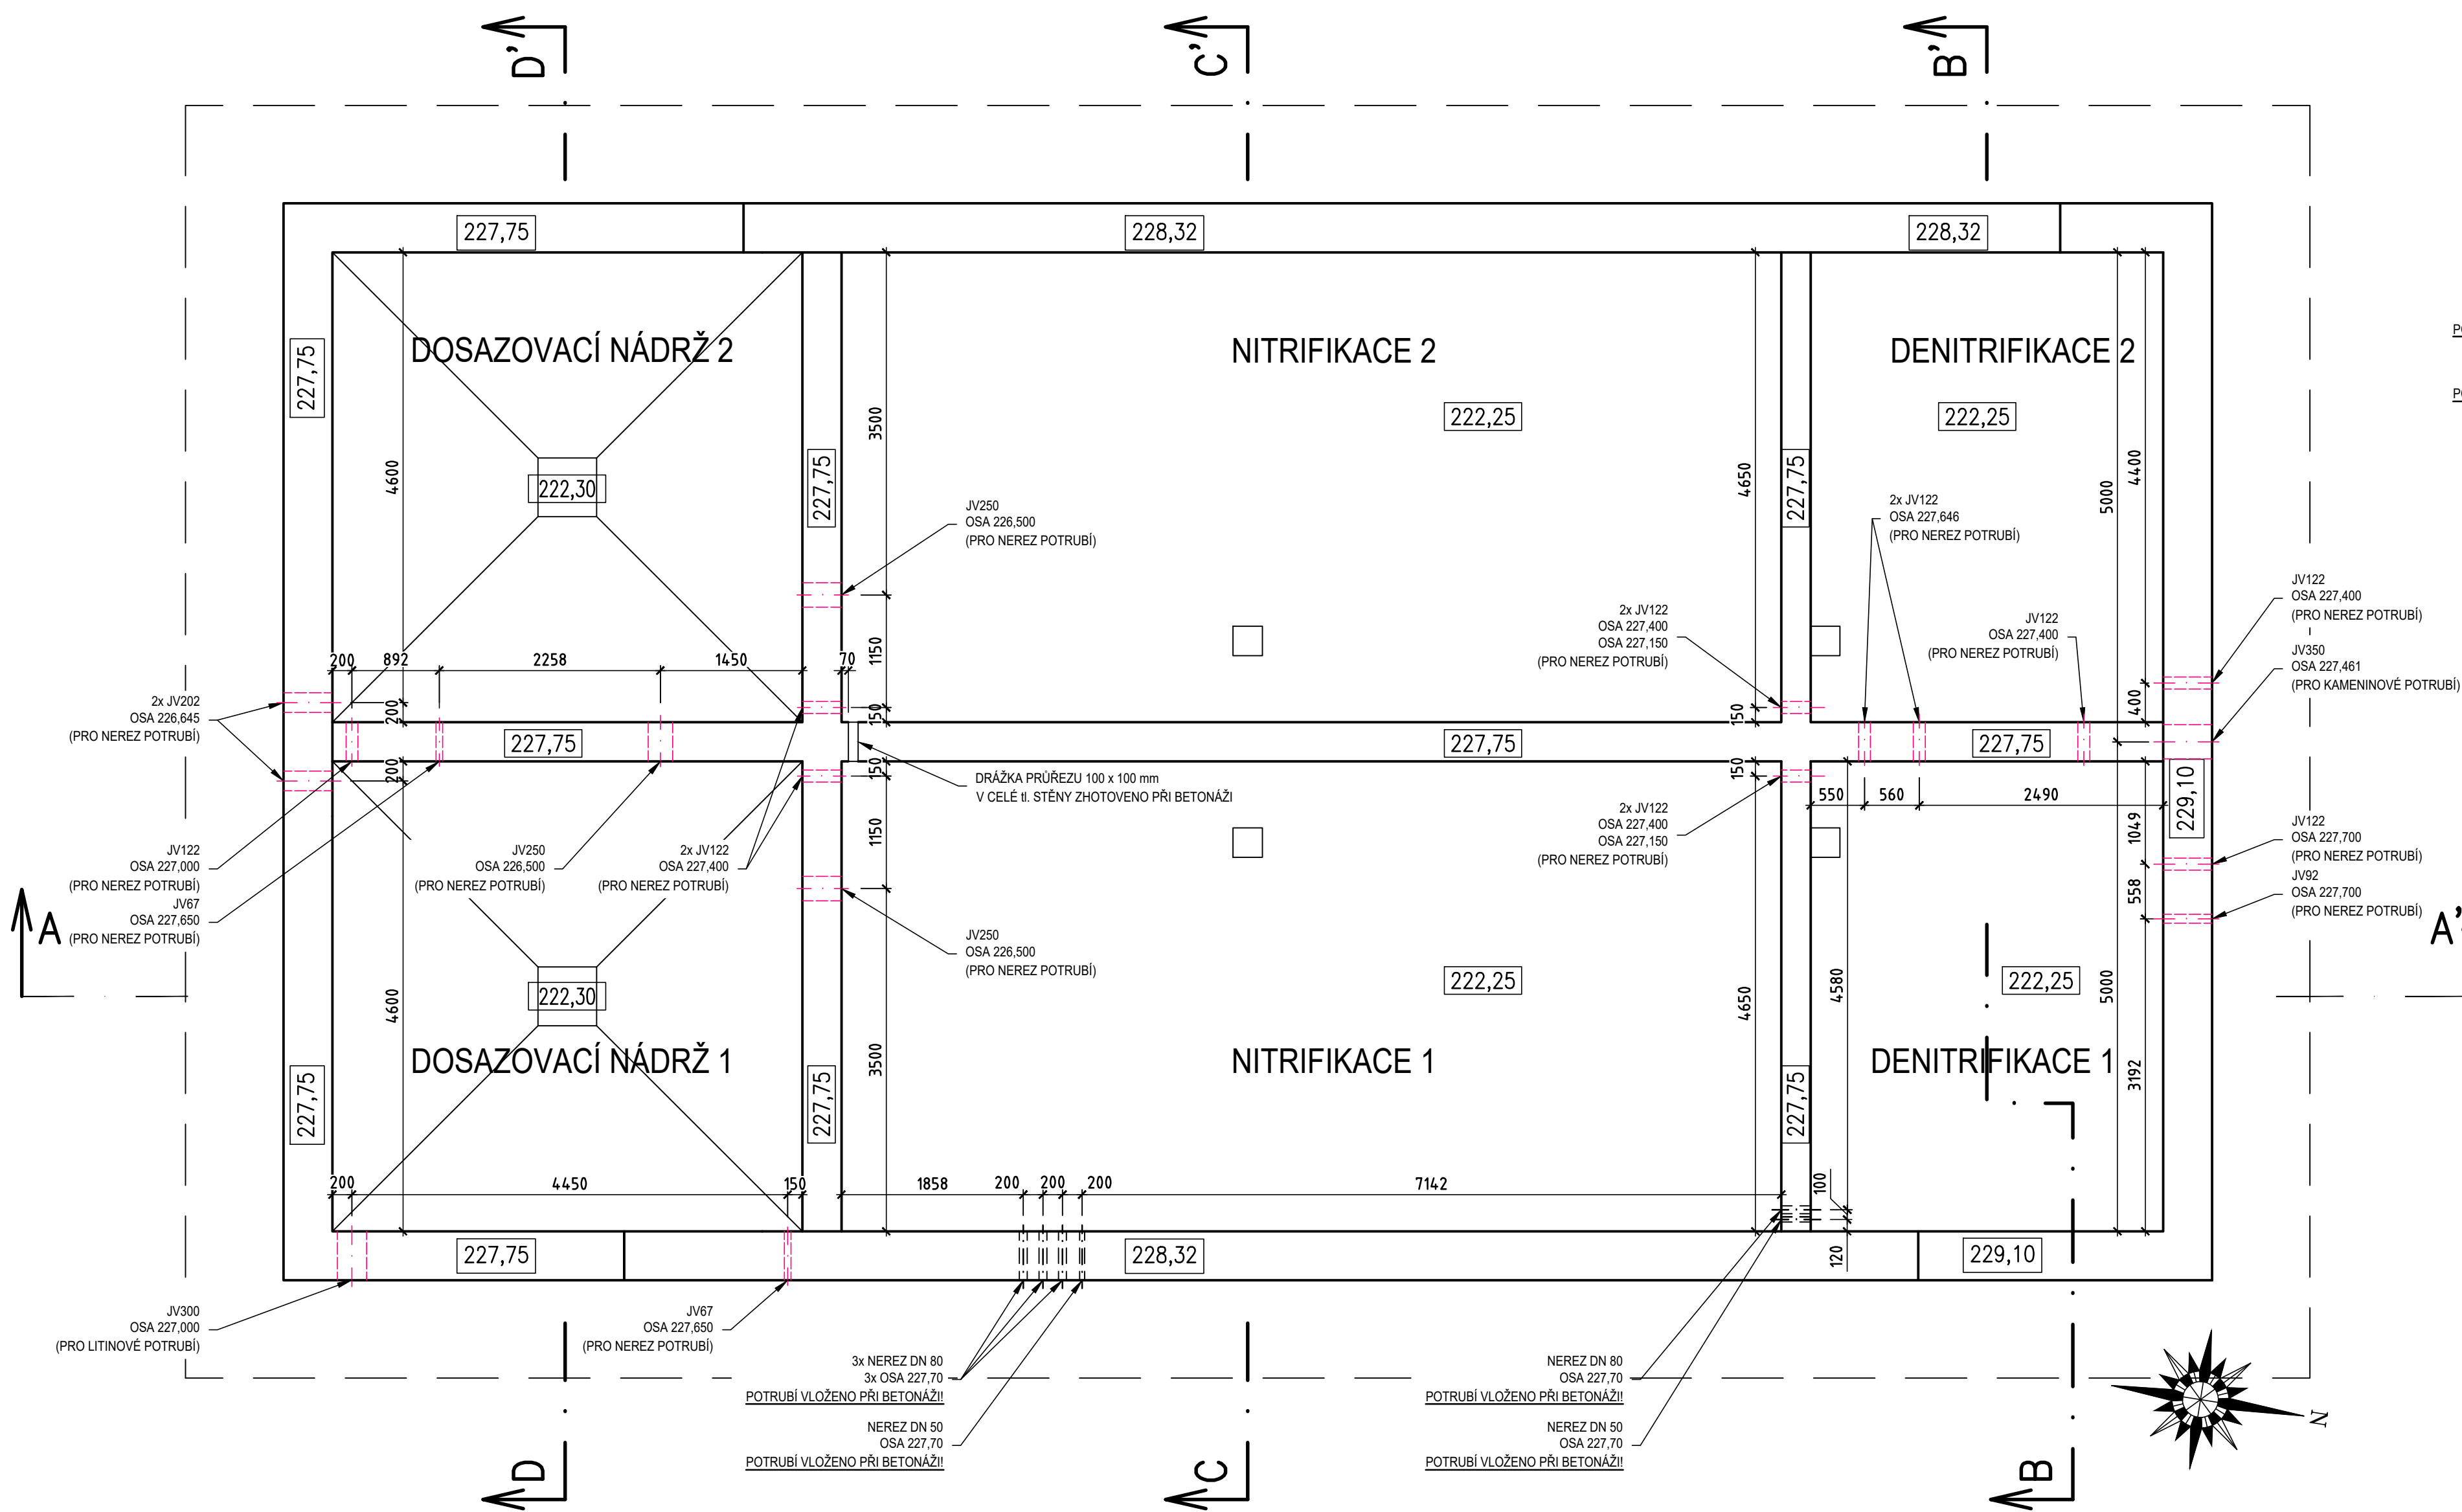 D'
C'
B'
227,75
228,32
228,32
DOSAZOVACÍ NÁDRŽ 2
NITRIFIKACE 2
DENITRIFIKACE 2
227,75
222,25
222,25
3500
4600
222,30
227,75
4650
227,75
5000
4400
JV250
OSA 226,500
(PRO NEREZ POTRUBÍ)
2x JV122
OSA 227,646
(PRO NEREZ POTRUBÍ)
2x JV122
OSA 227,400
OSA 227,150
(PRO NEREZ POTRUBÍ)
JV122
OSA 227,400
(PRO NEREZ POTRUBÍ)
JV122
OSA 227,400
(PRO NEREZ POTRUBÍ)
JV350
OSA 227,461
(PRO KAMENINOVÉ POTRUBÍ)
200
892
2258
1450
70
1150
2x JV202
OSA 226,645
(PRO NEREZ POTRUBÍ)
200
150
150
400
227,75
227,75
227,75
200
150
150
DRÁŽKA PRŮŘEZU 100 x 100 mm
V CELÉ tl. STĚNY ZHOTOVENO PŘI BETONÁŽI
550
560
2490
229,10
1049
1150
JV122
OSA 227,000
(PRO NEREZ POTRUBÍ)
JV67
OSA 227,650
(PRO NEREZ POTRUBÍ)
JV250
OSA 226,500
(PRO NEREZ POTRUBÍ)
2x JV122
OSA 227,400
(PRO NEREZ POTRUBÍ)
2x JV122
OSA 227,400
OSA 227,150
(PRO NEREZ POTRUBÍ)
JV122
OSA 227,700
(PRO NEREZ POTRUBÍ)
JV92
OSA 227,700
(PRO NEREZ POTRUBÍ)
558
A
A'
JV250
OSA 226,500
(PRO NEREZ POTRUBÍ)
4600
222,30
222,25
4650
4580
222,25
5000
DOSAZOVACÍ NÁDRŽ 1
NITRIFIKACE 1
DENITRIFIKACE 1
227,75
227,75
3500
227,75
3192
200
4450
150
1858
200
200
200
7142
100
120
227,75
228,32
229,10
JV300
OSA 227,000
(PRO LITINOVÉ POTRUBÍ)
JV67
OSA 227,650
(PRO NEREZ POTRUBÍ)
3x NEREZ DN 80
3x OSA 227,70
POTRUBÍ VLOŽENO PŘI BETONÁŽI!
NEREZ DN 50
OSA 227,70
POTRUBÍ VLOŽENO PŘI BETONÁŽI!
NEREZ DN 80
OSA 227,70
POTRUBÍ VLOŽENO PŘI BETONÁŽI!
NEREZ DN 50
OSA 227,70
POTRUBÍ VLOŽENO PŘI BETONÁŽI!
N
D
C
B